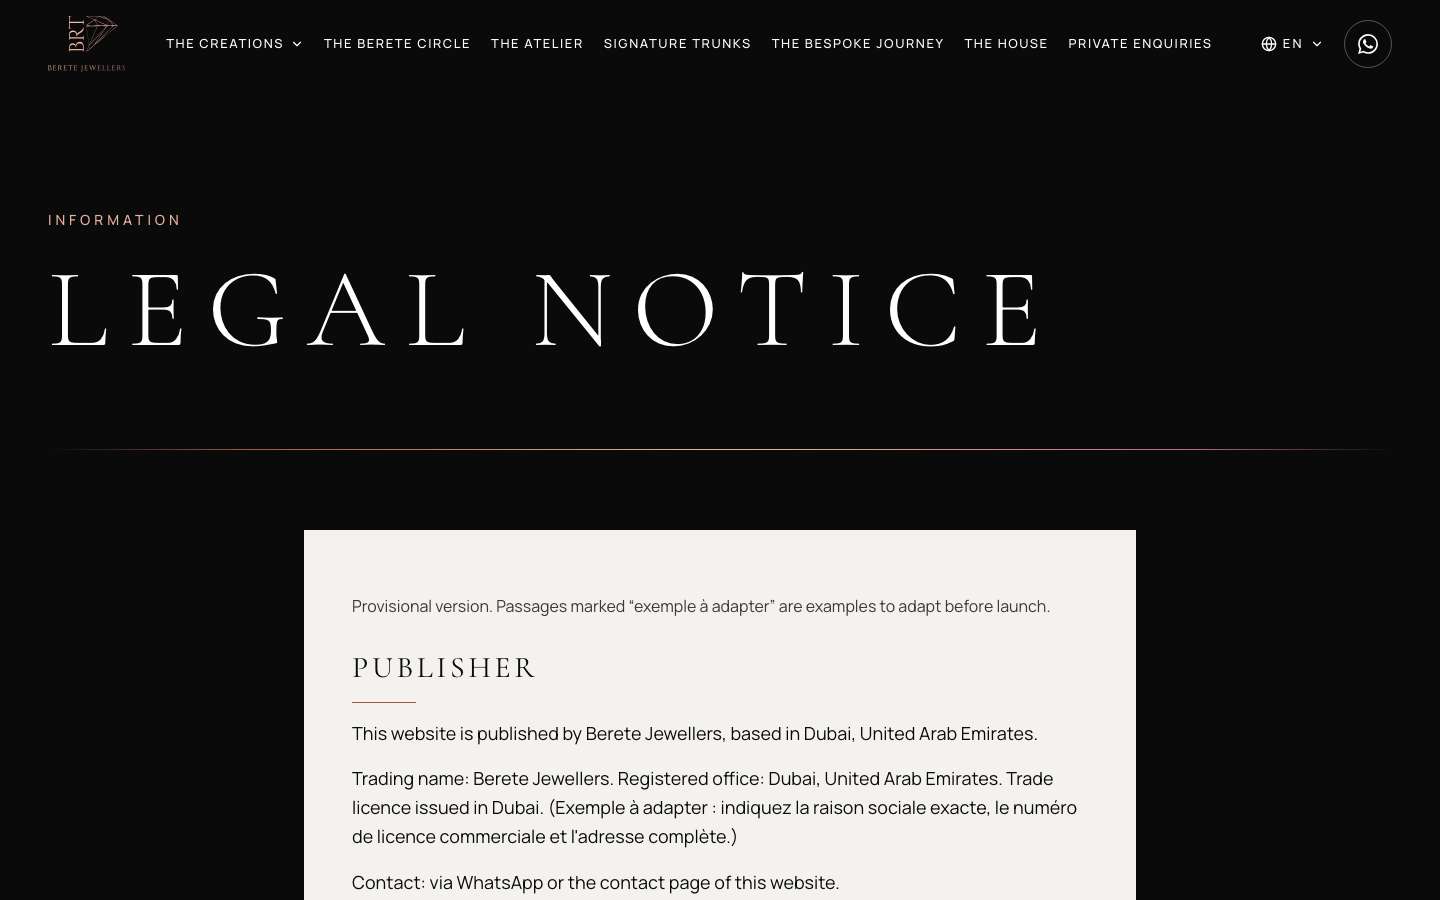 BRT
BERETE JEWELLERS
THE CREATIONS
THE BERETE CIRCLE
THE ATELIER
SIGNATURE TRUNKS
THE BESPOKE JOURNEY
THE HOUSE
PRIVATE ENQUIRIES
EN
INFORMATION
LEGAL NOTICE
Provisional version. Passages marked “exemple à adapter” are examples to adapt before launch.
PUBLISHER
This website is published by Berete Jewellers, based in Dubai, United Arab Emirates.
Trading name: Berete Jewellers. Registered office: Dubai, United Arab Emirates. Trade
licence issued in Dubai. (Exemple à adapter : indiquez la raison sociale exacte, le numéro
de licence commerciale et l'adresse complète.)
Contact: via WhatsApp or the contact page of this website.